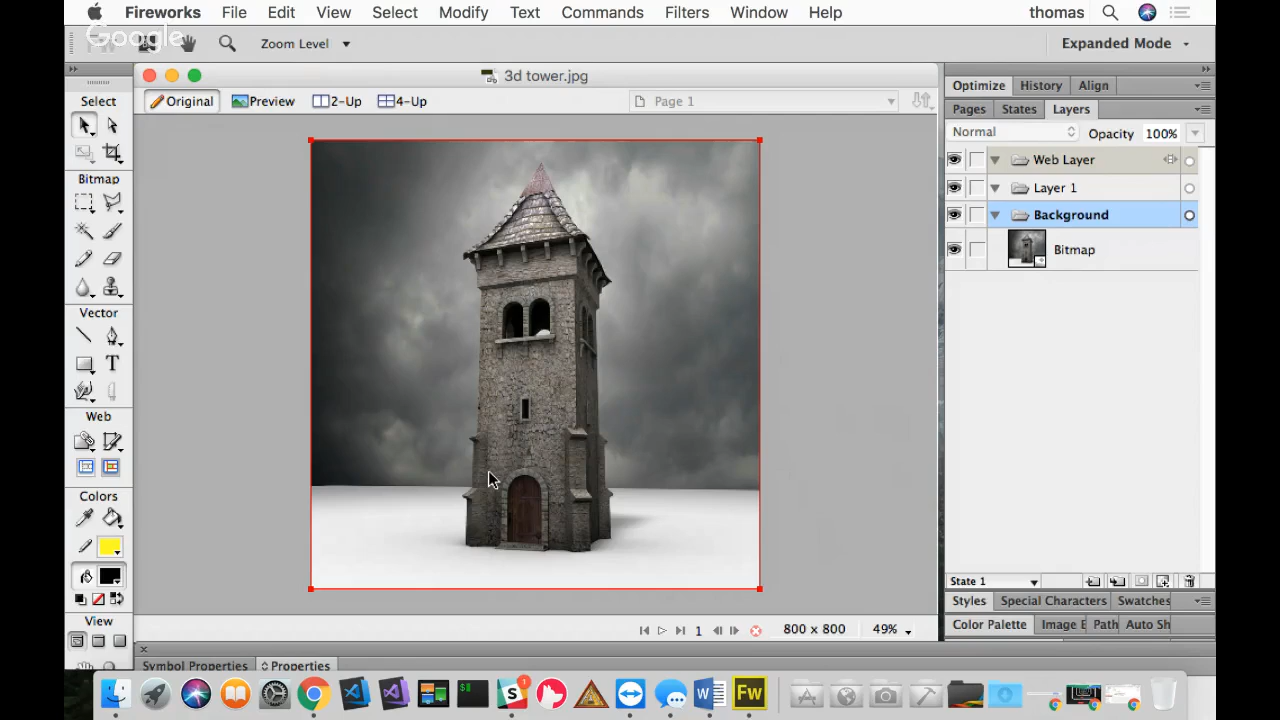 Fireworks File Edit View Select Modify Text Commands Filters Window Help thomas
Google
Zoom Level
Expanded Mode
3d tower.jpg
Original Preview 2-Up 4-Up Page 1
Select
Bitmap
Vector
Web
Colors
View
Optimize History Align
Pages States Layers
Normal Opacity 100%
Web Layer
Layer 1
Background
Bitmap
State 1
Styles Special Characters Swatches
Color Palette Image E Path Auto Sh
1 800 x 800 49%
Symbol Properties Properties
1
Fw